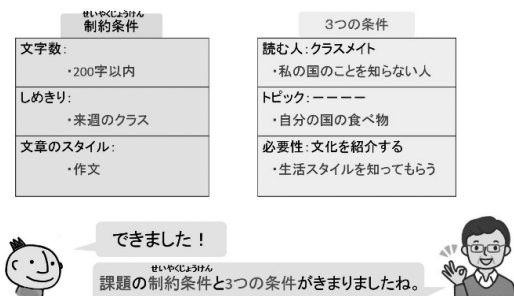 せいやくじょうけん
制約条件
文字数：
・200字以内
しめきり：
・来週のクラス
文章のスタイル：
・作文
3つの条件
読む人：クラスメイト
・私の国のことを知らない人
トピック：ーーーー
・自分の国の食べ物
必要性：文化を紹介する
・生活スタイルを知ってもらう
できました！
せいやくじょうけん
課題の制約条件と3つの条件がきまりましたね。